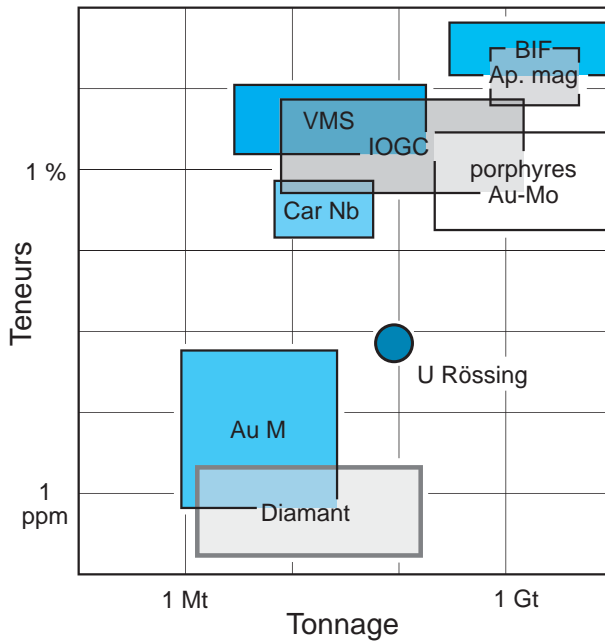 BIF
Ap. mag
VMS
IOGC
1 %
porphyres
Au-Mo
Car Nb
Teneurs
U Rössing
Au M
1
ppm
Diamant
1 Mt
1 Gt
Tonnage